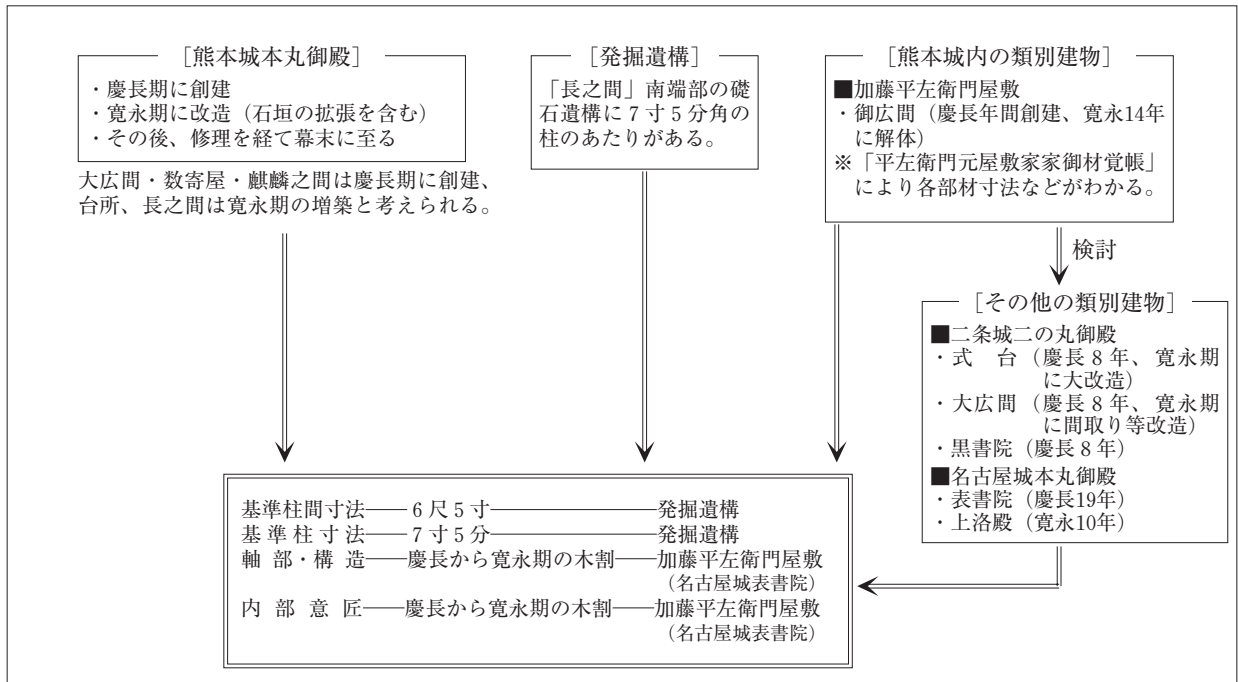 ［熊本城本丸御殿］
・慶長期に創建
・寛永期に改造（石垣の拡張を含む）
・その後、修理を経て幕末に至る
大広間・数寄屋・麒麟之間は慶長期に創建、
台所、長之間は寛永期の増築と考えられる。
［発掘遺構］
「長之間」南端部の礎
石遺構に７寸５分角の
柱のあたりがある。
［熊本城内の類別建物］
■加藤平左衛門屋敷
・御広間（慶長年間創建、寛永14年
に解体）
※「平左衛門元屋敷家家御材覚帳」
により各部材寸法などがわかる。
検討
［その他の類別建物］
■二条城二の丸御殿
・式　台（慶長８年、寛永期
に大改造）
・大広間（慶長８年、寛永期
に間取り等改造）
・黒書院（慶長８年）
■名古屋城本丸御殿
・表書院（慶長19年）
・上洛殿（寛永10年）
基準柱間寸法――６尺５寸――――――――発掘遺構
基準柱寸法――７寸５分――――――――発掘遺構
軸部・構造――慶長から寛永期の木割――加藤平左衛門屋敷
（名古屋城表書院）
内部意匠――慶長から寛永期の木割――加藤平左衛門屋敷
（名古屋城表書院）